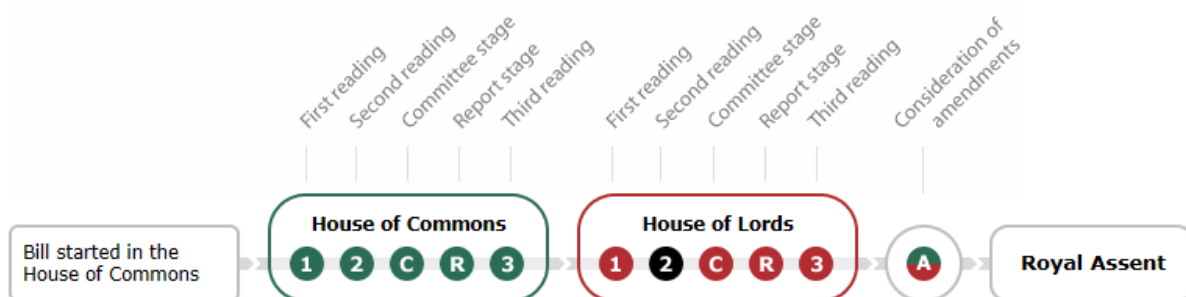 First reading
Second reading
Committee stage
Report stage
Third reading
First reading
Second reading
Committee stage
Report stage
Third reading
Consideration of
amendments
Bill started in the
House of Commons
House of Commons
1 2 C R 3
House of Lords
1 2 C R 3
A
Royal Assent